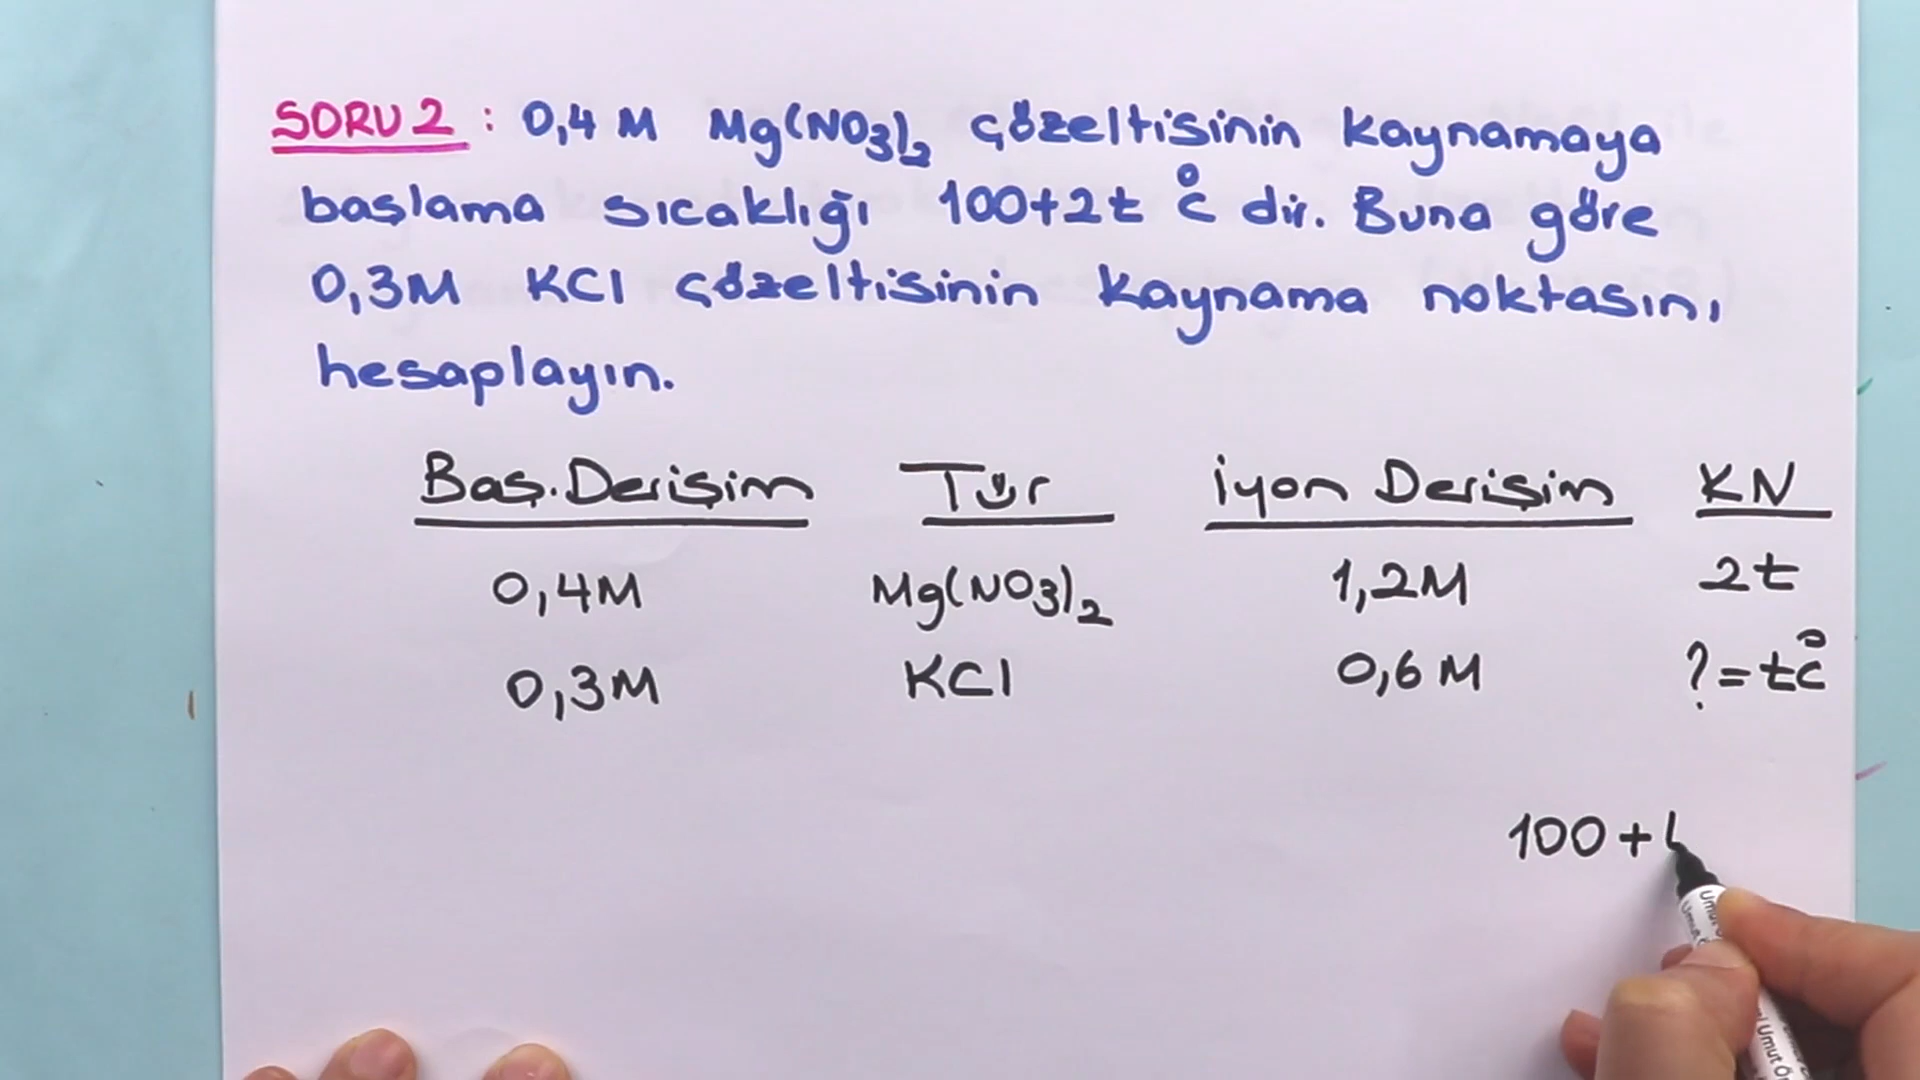 SORU 2 : 0,4 M Mg(NO3)2 çözeltisinin kaynamaya
başlama sıcaklığı 100+2t °C dir. Buna göre
0,3M KCl çözeltisinin kaynama noktasını
hesaplayın.
Baş. Derişim Tür İyon Derişim KN
0,4M Mg(NO3)2 1,2M 2t
0,3M KCl 0,6M ?=t°C
100+